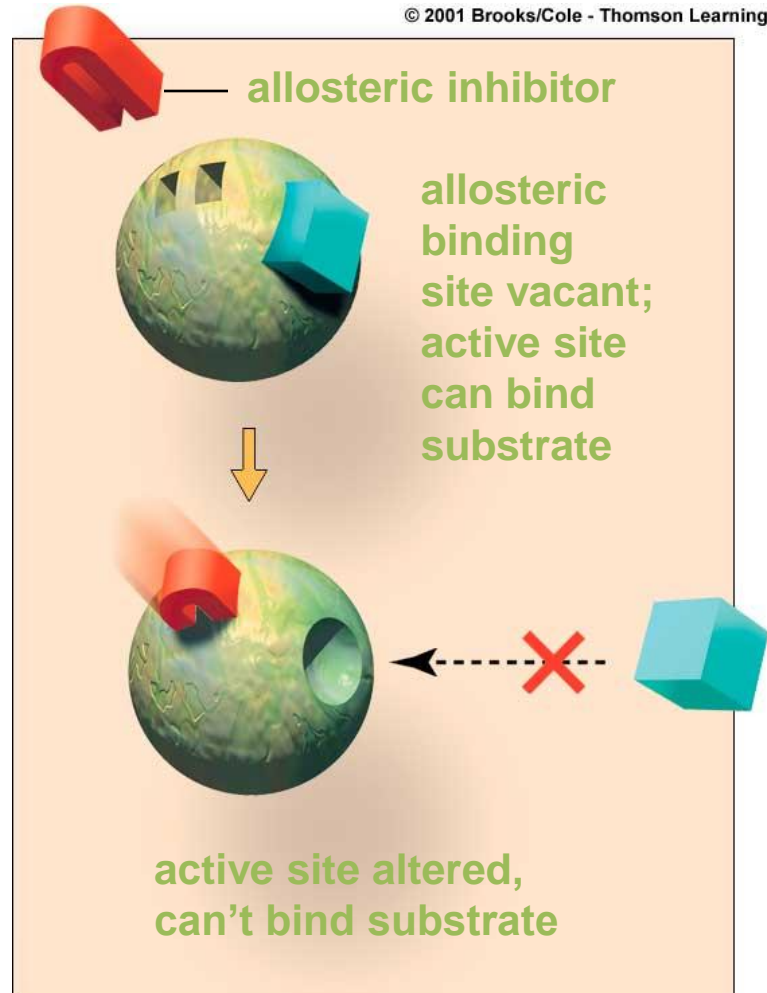 © 2001 Brooks/Cole - Thomson Learning
allosteric inhibitor
allosteric
binding
site vacant;
active site
can bind
substrate
active site altered,
can’t bind substrate